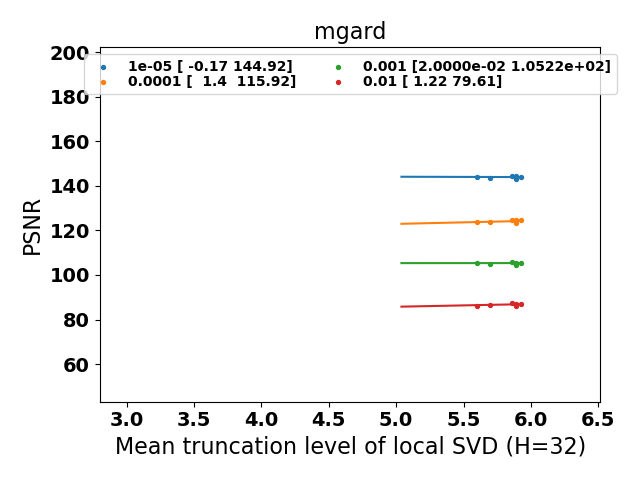 mgard
1e-05 [ -0.17 144.92]
0.0001 [  1.4  115.92]
0.001 [2.0000e-02 1.0522e+02]
0.01 [ 1.22 79.61]
PSNR
200
180
160
140
120
100
80
60
3.0 3.5 4.0 4.5 5.0 5.5 6.0 6.5
Mean truncation level of local SVD (H=32)